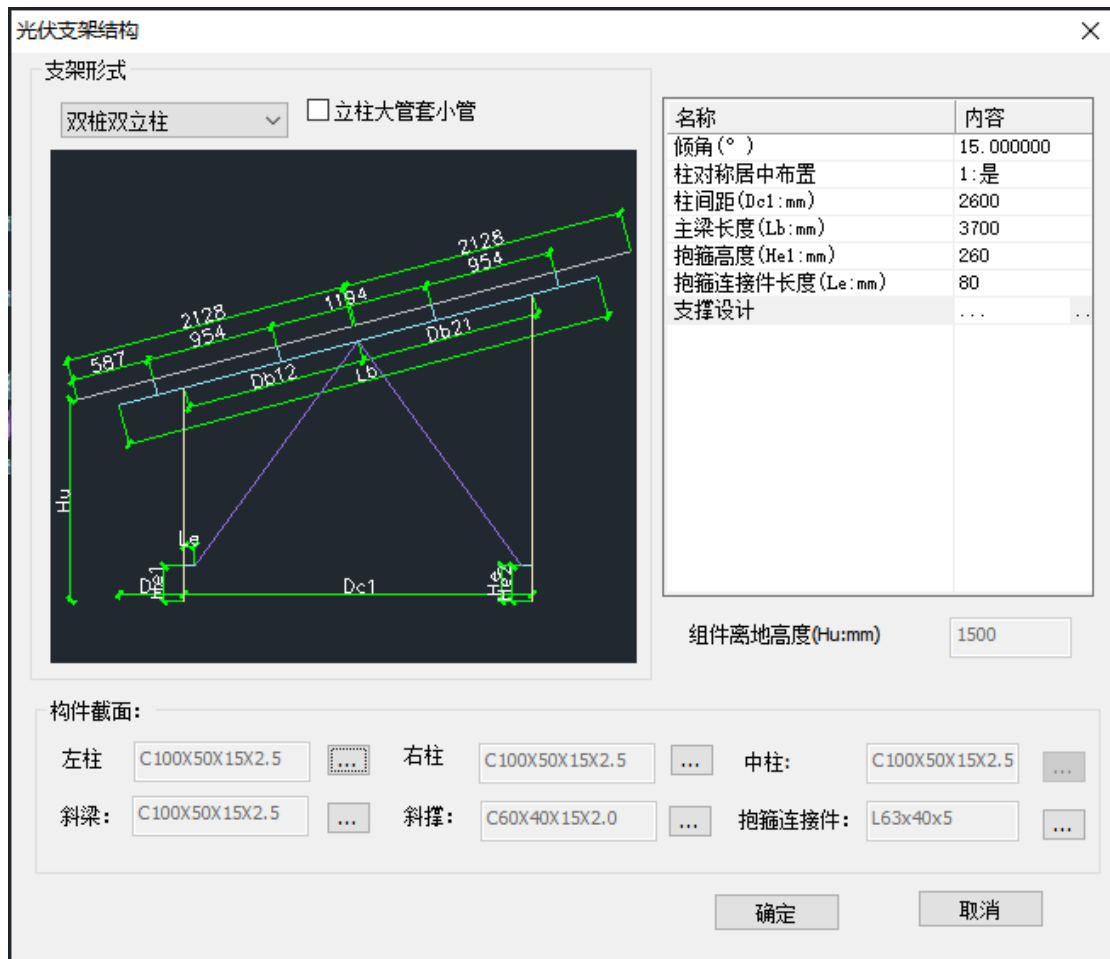 光伏支架结构
支架形式
双桩双立柱
立柱大管套小管
2128
954
1194
2128
954
587
Db21
Db12
Lb
Hu
Le
He1
Dc1
He
He2
名称 内容
倾角(° ) 15.000000
柱对称居中布置 1:是
柱间距(Dc1:mm) 2600
主梁长度(Lb:mm) 3700
抱箍高度(He1:mm) 260
抱箍连接件长度(Le:mm) 80
支撑设计 ... ..
组件离地高度(Hu:mm) 1500
构件截面:
左柱 C100X50X15X2.5 ... 右柱 C100X50X15X2.5 ... 中柱: C100X50X15X2.5 ...
斜梁: C100X50X15X2.5 ... 斜撑: C60X40X15X2.0 ... 抱箍连接件: L63x40x5 ...
确定 取消